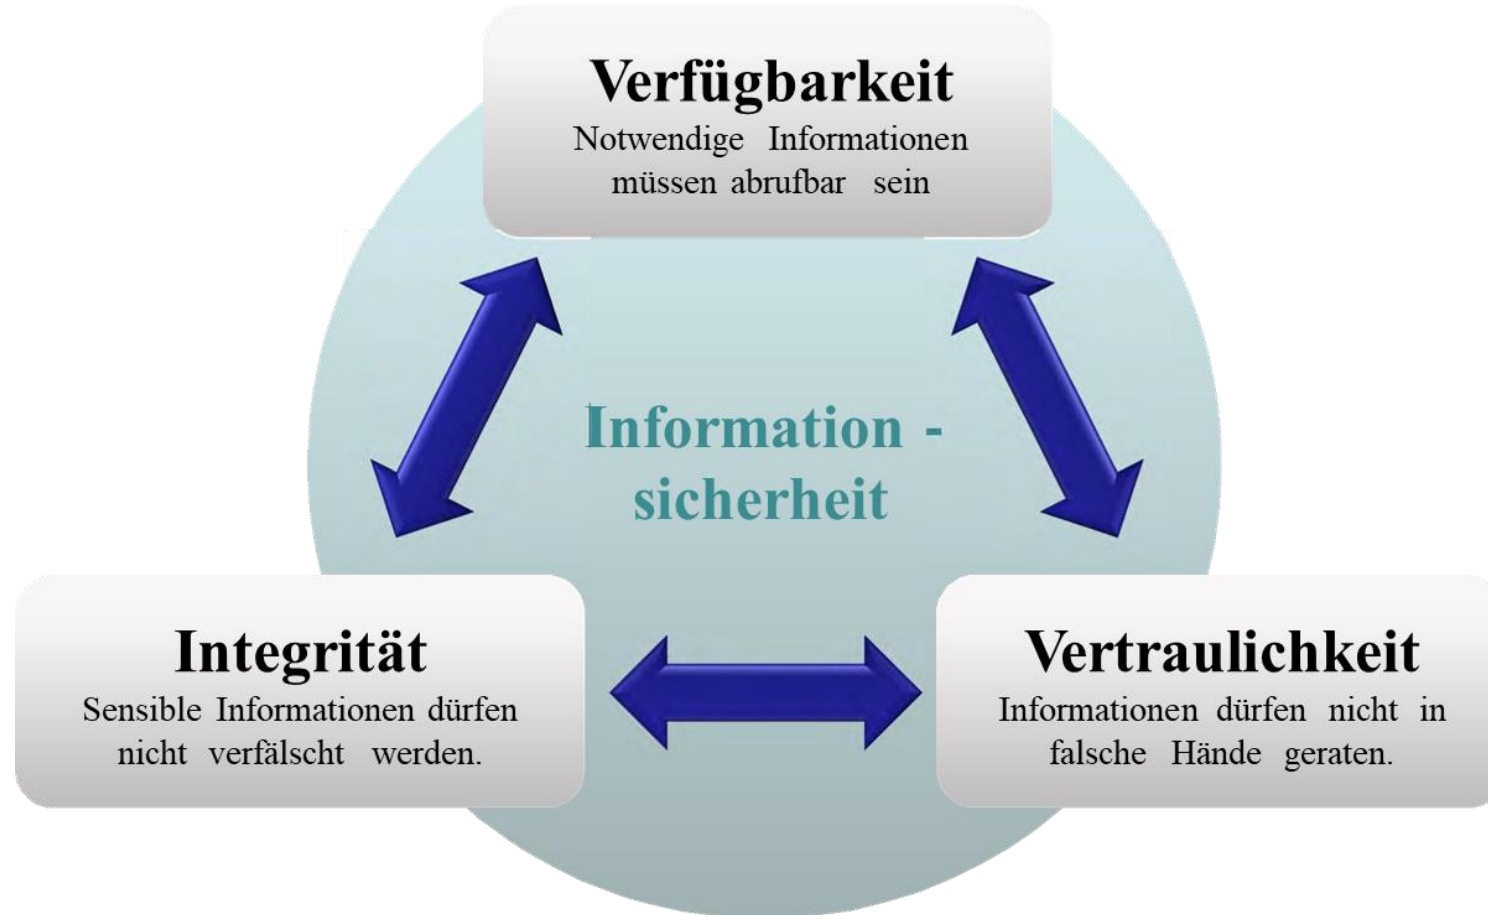 Verfügbarkeit
Notwendige Informationen
müssen abrufbar sein
Information -
sicherheit
Integrität
Sensible Informationen dürfen
nicht verfälscht werden.
Vertraulichkeit
Informationen dürfen nicht in
falsche Hände geraten.